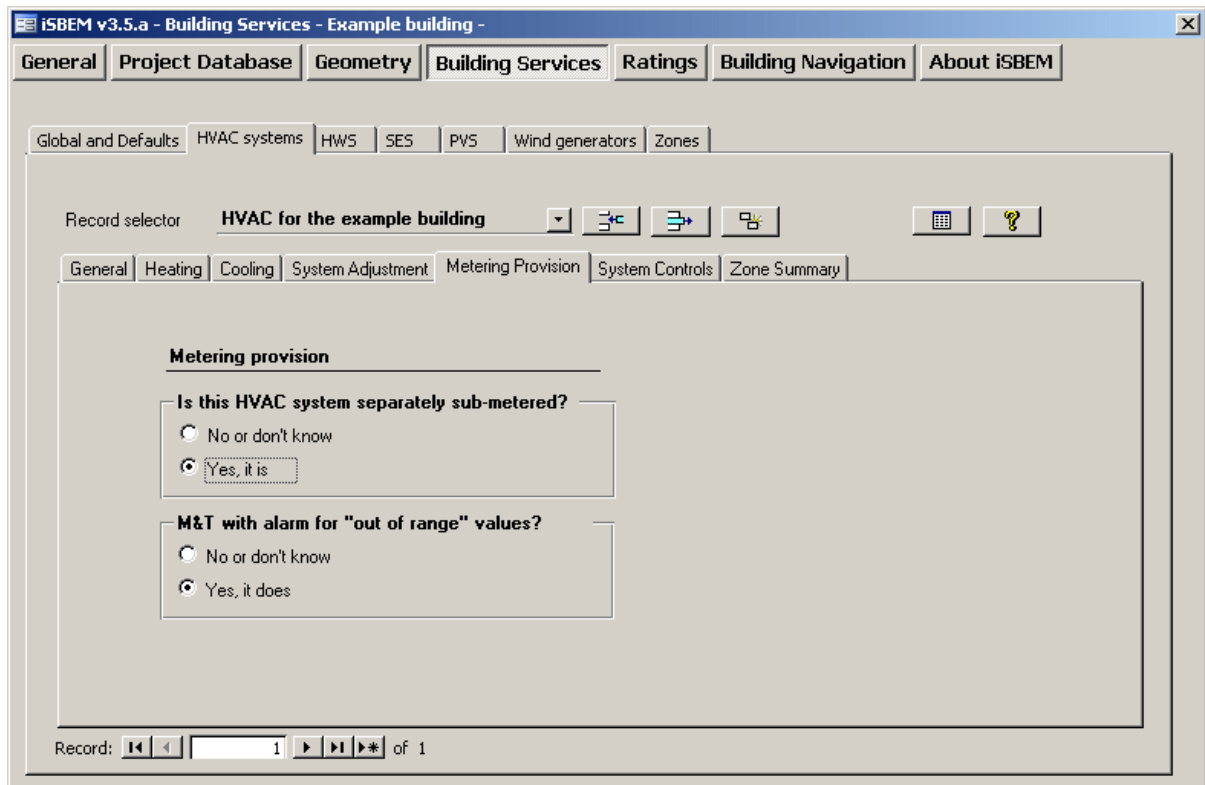 iSBEM v3.5.a - Building Services - Example building -
General Project Database Geometry Building Services Ratings Building Navigation About iSBEM
Global and Defaults HVAC systems HWS SES PVS Wind generators Zones
Record selector HVAC for the example building
General Heating Cooling System Adjustment Metering Provision System Controls Zone Summary
Metering provision
Is this HVAC system separately sub-metered?
No or don't know
Yes, it is
M&T with alarm for "out of range" values?
No or don't know
Yes, it does
Record: 1 of 1